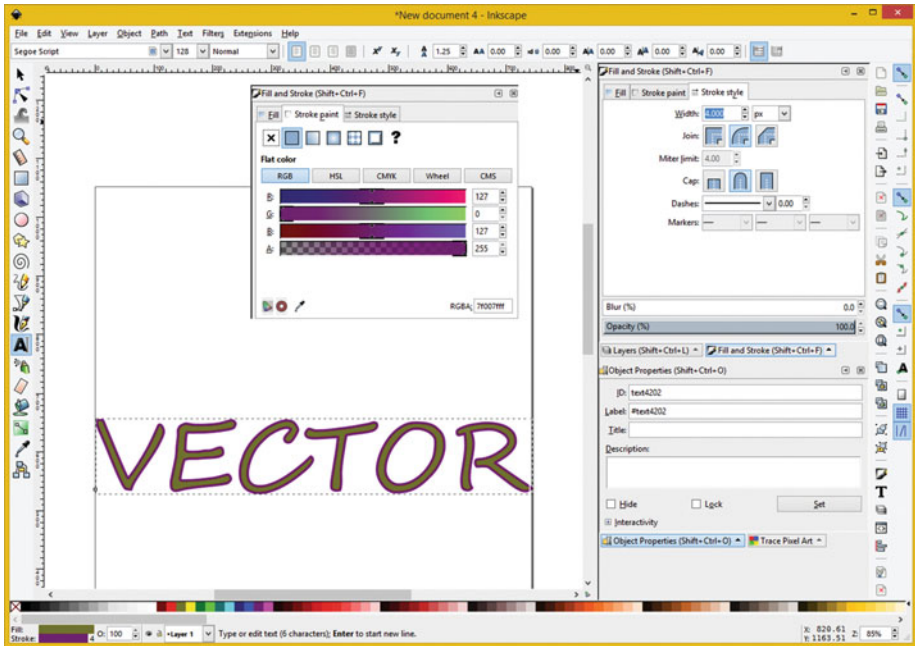 *New document 4 - Inkscape
File Edit View Layer Object Path Text Filters Extensions Help
Segoe Script 128 Normal 1.25 0.00 0.00 0.00 0.00 0.00
Fill and Stroke (Shift+Ctrl+F)
Fill Stroke paint Stroke style
Flat color
RGB HSL CMYK Wheel CMS
R: 127
G: 0
B: 127
A: 255
RGBA: 7f007fff
VECTOR
Fill and Stroke (Shift+Ctrl+F)
Fill Stroke paint Stroke style
Width: 4.000 px
Join:
Miter limit: 4.00
Cap:
Dashes: 0.00
Markers:
Blur (%) 0.0
Opacity (%) 100.0
Layers (Shift+Ctrl+L) Fill and Stroke (Shift+Ctrl+F)
Object Properties (Shift+Ctrl+O)
ID: text4202
Label: #text4202
Title:
Description:
Hide Lock Set
Interactivity
Object Properties (Shift+Ctrl+O) Trace Pixel Art
Fill:
Stroke: 4 O: 100 •Layer 1 Type or edit text (6 characters); Enter to start new line. X: 820.61 Y: 1163.51 Z: 85%